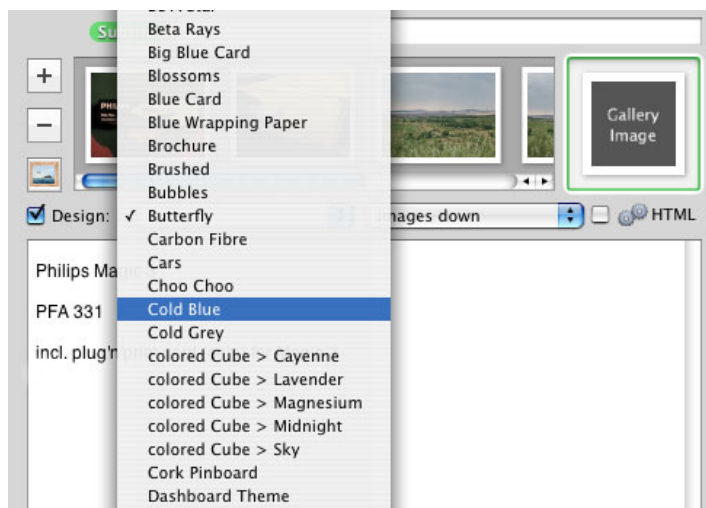 Su
Beta Rays
Big Blue Card
Blossoms
Blue Card
Blue Wrapping Paper
Brochure
Brushed
Bubbles
Butterfly
Carbon Fibre
Cars
Choo Choo
Cold Blue
Cold Grey
colored Cube > Cayenne
colored Cube > Lavender
colored Cube > Magnesium
colored Cube > Midnight
colored Cube > Sky
Cork Pinboard
Dashboard Theme
Gallery
Image
Design:
mages down
HTML
Philips Ma
PFA 331
incl. plug'n